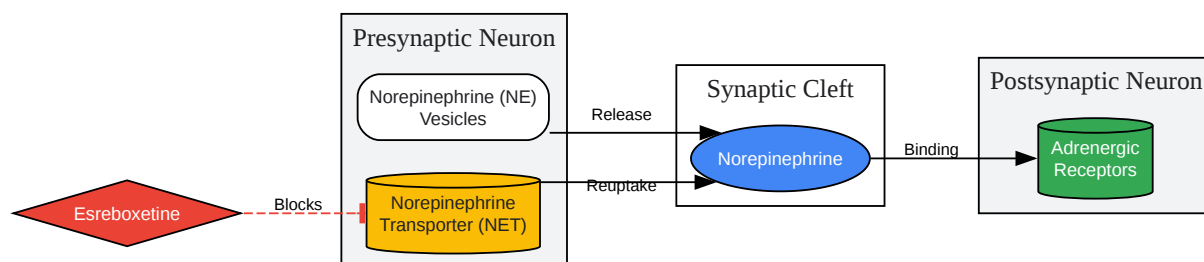 Presynaptic Neuron
Norepinephrine (NE)
Vesicles
Release
Synaptic Cleft
Norepinephrine
Binding
Postsynaptic Neuron
Adrenergic
Receptors
Esreboxetine
Blocks
Norepinephrine
Transporter (NET)
Reuptake